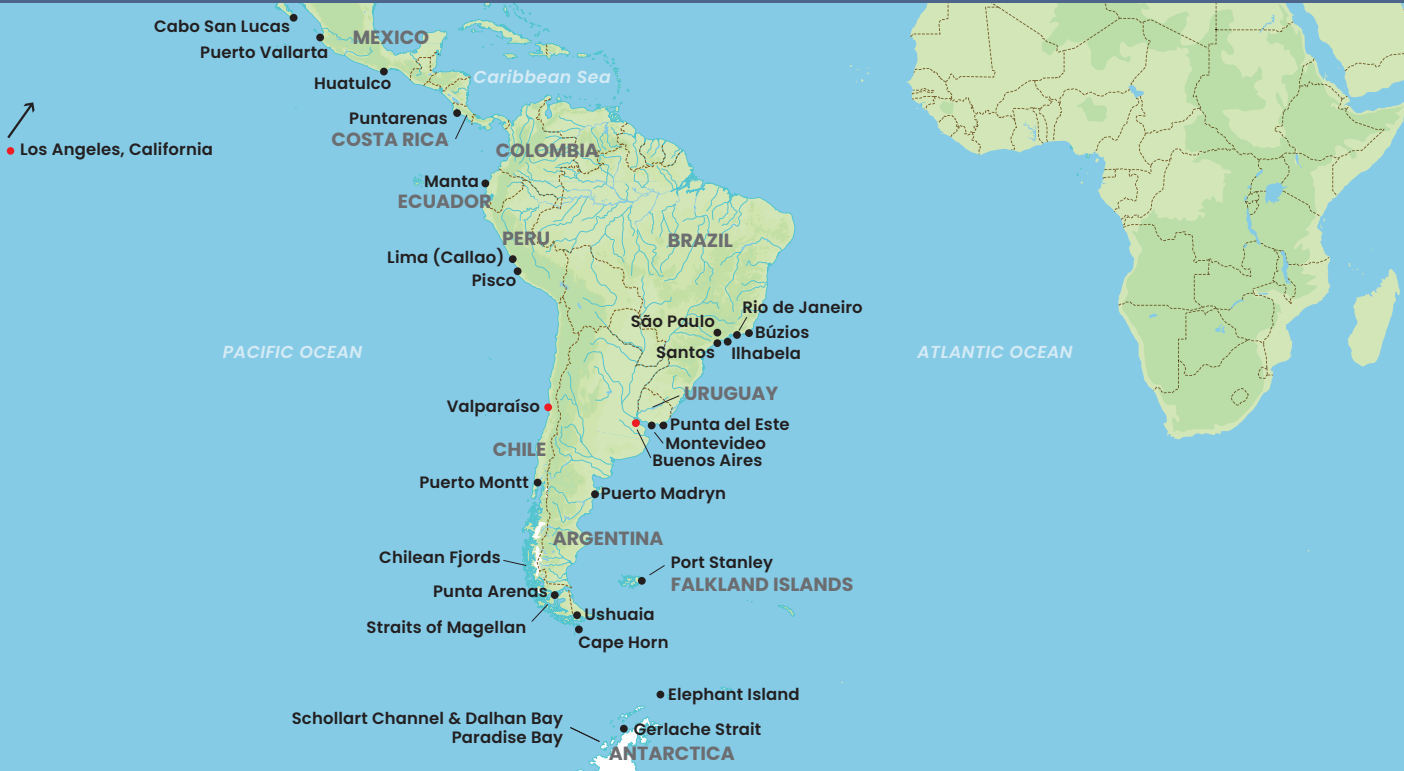 Cabo San Lucas
MEXICO
Puerto Vallarta
Caribbean Sea
Huatulco
Puntarenas
COSTA RICA
Los Angeles, California
COLOMBIA
Manta
ECUADOR
PERU
BRAZIL
Lima (Callao)
Pisco
Rio de Janeiro
São Paulo
Búzios
Santos
Ilhabela
PACIFIC OCEAN
ATLANTIC OCEAN
URUGUAY
Valparaíso
Punta del Este
Montevideo
CHILE
Buenos Aires
Puerto Montt
Puerto Madryn
ARGENTINA
Chilean Fjords
Port Stanley
FALKLAND ISLANDS
Punta Arenas
Ushuaia
Straits of Magellan
Cape Horn
Elephant Island
Schollart Channel & Dalhan Bay
Paradise Bay
Gerlache Strait
ANTARCTICA